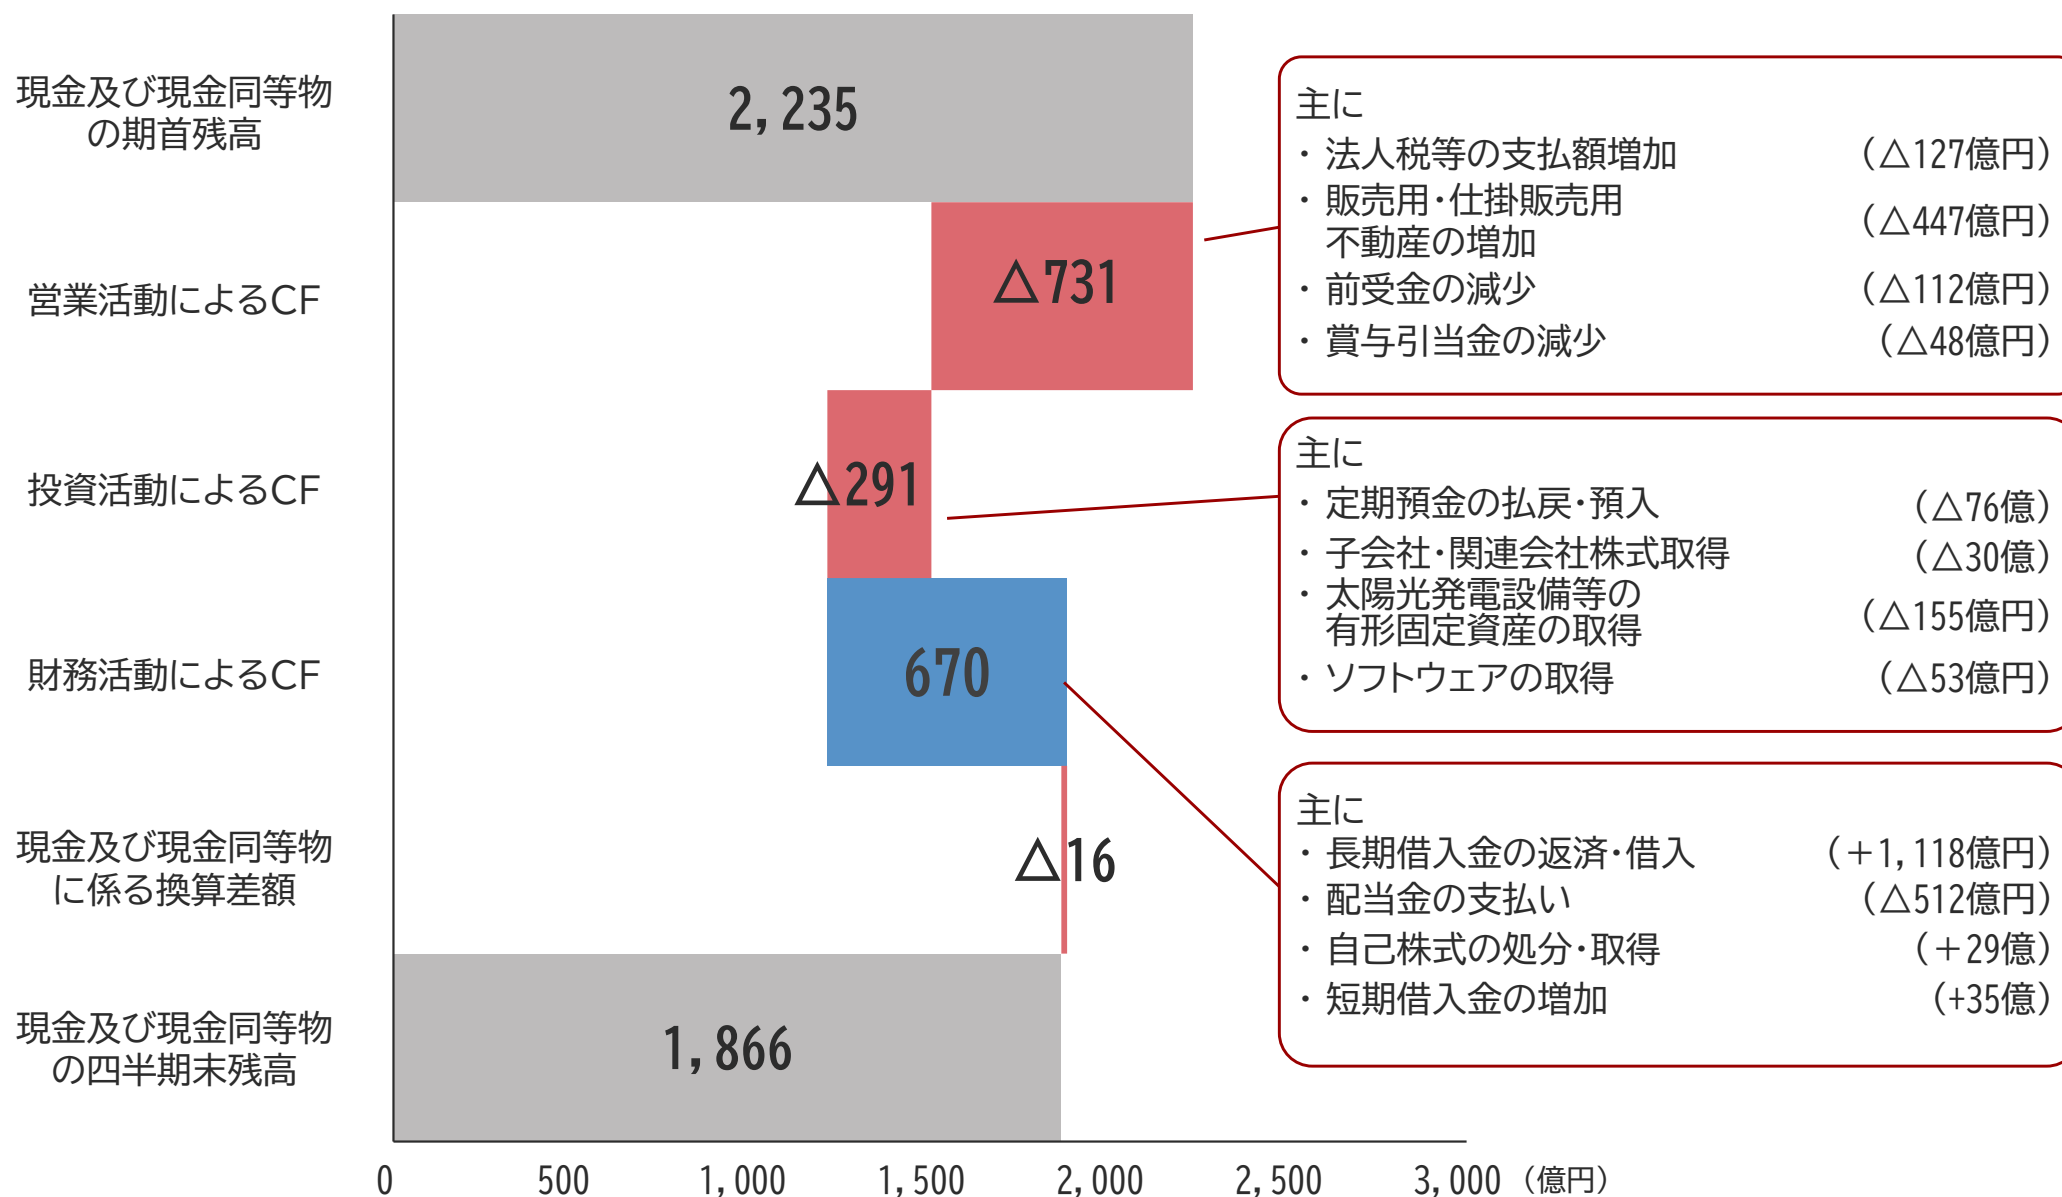 現金及び現金同等物
の期首残高
2,235
営業活動によるCF
△731
投資活動によるCF
△291
財務活動によるCF
670
現金及び現金同等物
に係る換算差額
△16
現金及び現金同等物
の四半期末残高
1,866
0 500 1,000 1,500 2,000 2,500 3,000 (億円)
主に
・法人税等の支払額増加 (△127億円)
・販売用･仕掛販売用
不動産の増加 (△447億円)
・前受金の減少 (△112億円)
・賞与引当金の減少 (△48億円)
主に
・定期預金の払戻･預入 (△76億)
・子会社･関連会社株式取得 (△30億)
・太陽光発電設備等の
有形固定資産の取得 (△155億円)
・ソフトウェアの取得 (△53億円)
主に
・長期借入金の返済･借入 (＋1,118億円)
・配当金の支払い (△512億円)
・自己株式の処分･取得 (＋29億)
・短期借入金の増加 (+35億)